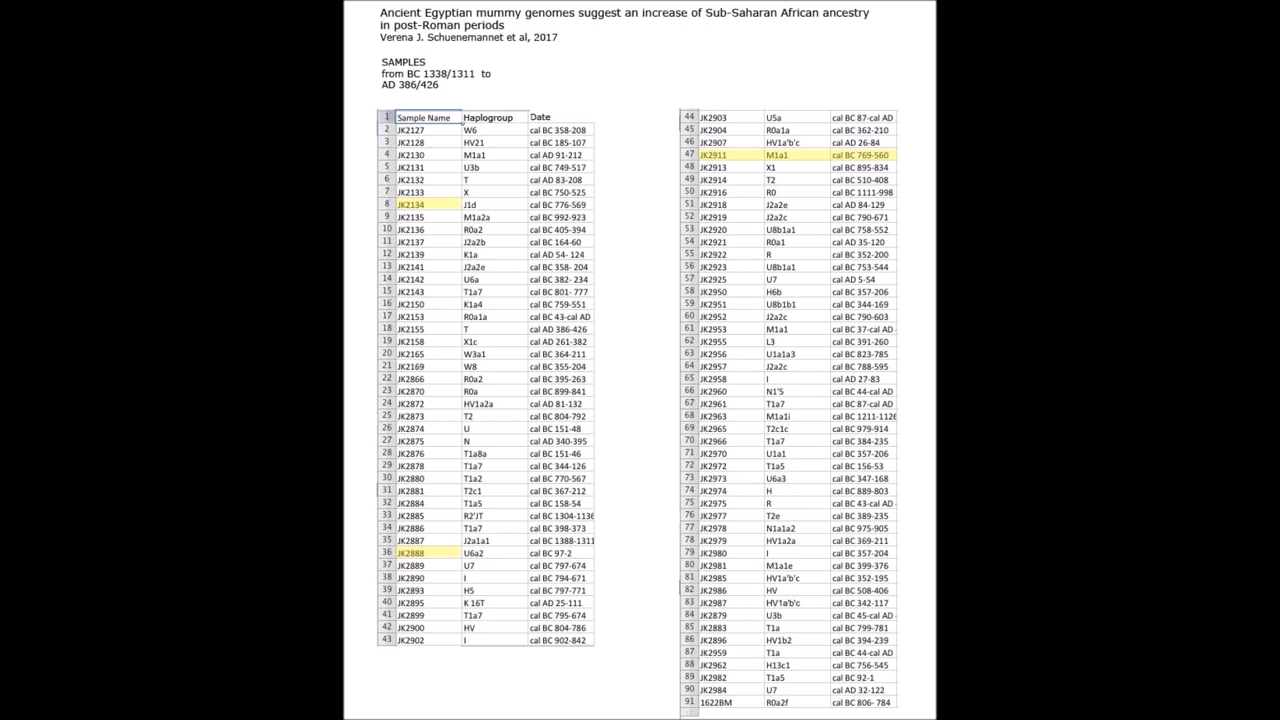 Ancient Egyptian mummy genomes suggest an increase of Sub-Saharan African ancestry
in post-Roman periods
Verena J. Schuenemannet et al, 2017
SAMPLES
from BC 1338/1311 to
AD 386/426
1 Sample Name Haplogroup Date
2 JK2127 W6 cal BC 358-208
3 JK2128 HV21 cal BC 185-107
4 JK2130 M1a1 cal AD 91-212
5 JK2131 U3b cal BC 749-517
6 JK2132 T cal AD 83-208
7 JK2133 X cal BC 750-525
8 JK2134 J1d cal BC 776-569
9 JK2135 M1a2a cal BC 992-923
10 JK2136 R0a2 cal BC 405-394
11 JK2137 J2a2b cal BC 164-60
12 JK2139 K1a cal AD 54- 124
13 JK2141 J2a2e cal BC 358- 204
14 JK2142 U6a cal BC 382- 234
15 JK2143 T1a7 cal BC 801- 777
16 JK2150 K1a4 cal BC 759-551
17 JK2153 R0a1a cal BC 43-cal AD
18 JK2155 T cal AD 386-426
19 JK2158 X1c cal AD 261-382
20 JK2165 W3a1 cal BC 364-211
21 JK2169 W8 cal BC 355-204
22 JK2866 R0a2 cal BC 395-263
23 JK2870 R0a cal BC 899-841
24 JK2872 HV1a2a cal AD 81-132
25 JK2873 T2 cal BC 804-792
26 JK2874 U cal BC 151-48
27 JK2875 N cal AD 340-395
28 JK2876 T1a8a cal BC 151-46
29 JK2878 T1a7 cal BC 344-126
30 JK2880 T1a2 cal BC 770-567
31 JK2881 T2c1 cal BC 367-212
32 JK2884 T1a5 cal BC 158-54
33 JK2885 R2'JT cal BC 1304-1136
34 JK2886 T1a7 cal BC 398-373
35 JK2887 J2a1a1 cal BC 1388-1311
36 JK2888 U6a2 cal BC 97-2
37 JK2889 U7 cal BC 797-674
38 JK2890 I cal BC 794-671
39 JK2893 H5 cal BC 797-771
40 JK2895 K 16T cal AD 25-111
41 JK2899 T1a7 cal BC 795-674
42 JK2900 HV cal BC 804-786
43 JK2902 I cal BC 902-842
44 JK2903 U5a cal BC 87-cal AD
45 JK2904 R0a1a cal BC 362-210
46 JK2907 HV1a'b'c cal AD 26-84
47 JK2911 M1a1 cal BC 769-560
48 JK2913 X1 cal BC 895-834
49 JK2914 T2 cal BC 510-408
50 JK2916 R0 cal BC 1111-998
51 JK2918 J2a2e cal AD 84-129
52 JK2919 J2a2c cal BC 790-671
53 JK2920 U8b1a1 cal BC 758-552
54 JK2921 R0a1 cal AD 35-120
55 JK2922 R cal BC 352-200
56 JK2923 U8b1a1 cal BC 753-544
57 JK2925 U7 cal AD 5-54
58 JK2950 H6b cal BC 357-206
59 JK2951 U8b1b1 cal BC 344-169
60 JK2952 J2a2c cal BC 790-603
61 JK2953 M1a1 cal BC 37-cal AD
62 JK2955 L3 cal BC 391-260
63 JK2956 U1a1a3 cal BC 823-785
64 JK2957 J2a2c cal BC 788-595
65 JK2958 I cal AD 27-83
66 JK2960 N1'5 cal BC 44-cal AD
67 JK2961 T1a7 cal BC 87-cal AD
68 JK2963 M1a1i cal BC 1211-1126
69 JK2965 T2c1c cal BC 979-914
70 JK2966 T1a7 cal BC 384-235
71 JK2970 U1a1 cal BC 357-206
72 JK2972 T1a5 cal BC 156-53
73 JK2973 U6a3 cal BC 347-168
74 JK2974 H cal BC 889-803
75 JK2975 R cal BC 43-cal AD
76 JK2977 T2e cal BC 389-235
77 JK2978 N1a1a2 cal BC 975-905
78 JK2979 HV1a2a cal BC 369-211
79 JK2980 I cal BC 357-204
80 JK2981 M1a1e cal BC 399-376
81 JK2985 HV1a'b'c cal BC 352-195
82 JK2986 HV cal BC 508-406
83 JK2987 HV1a'b'c cal BC 342-117
84 JK2879 U3b cal BC 45-cal AD
85 JK2883 T1a cal BC 799-781
86 JK2896 HV1b2 cal BC 394-239
87 JK2959 T1a cal BC 44-cal AD
88 JK2962 H13c1 cal BC 756-545
89 JK2982 T1a5 cal BC 92-1
90 JK2984 U7 cal AD 32-122
91 1622BM R0a2f cal BC 806- 784